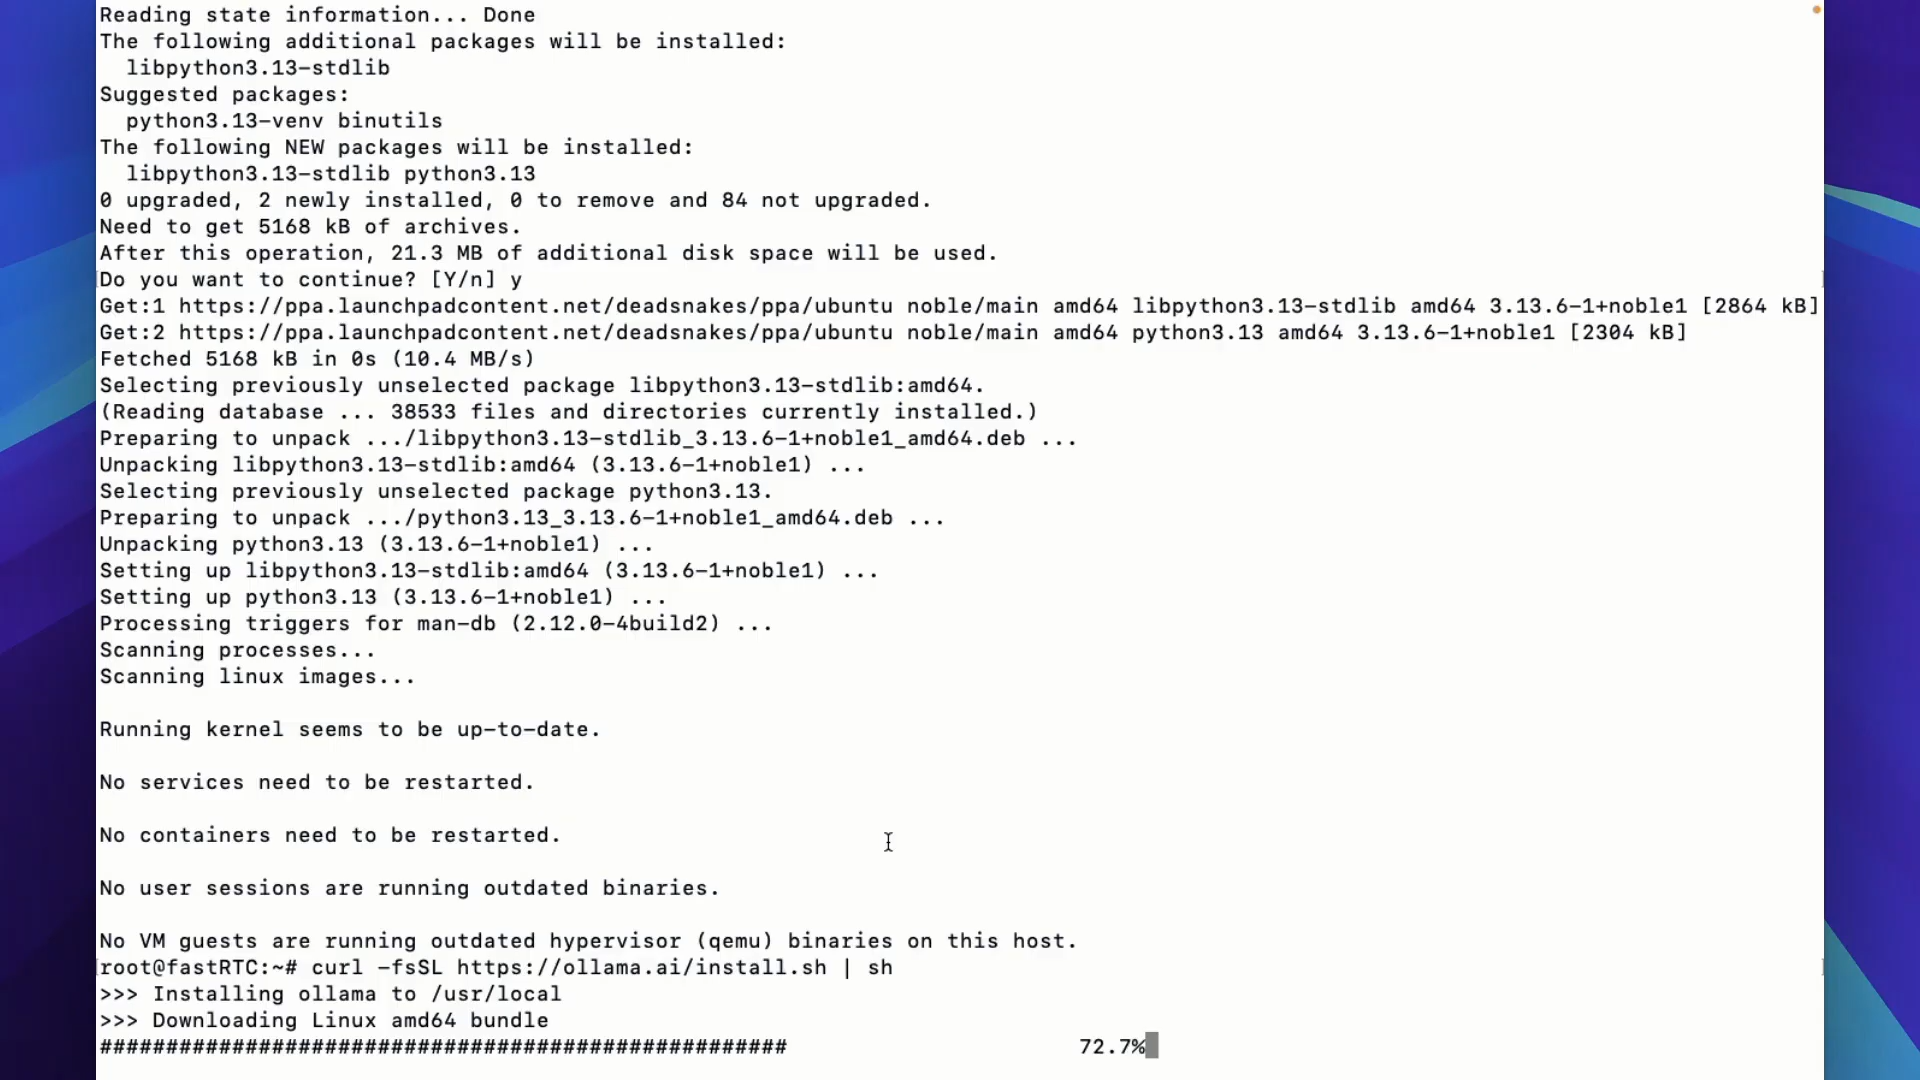 Reading state information... Done
The following additional packages will be installed:
  libpython3.13-stdlib
Suggested packages:
  python3.13-venv binutils
The following NEW packages will be installed:
  libpython3.13-stdlib python3.13
0 upgraded, 2 newly installed, 0 to remove and 84 not upgraded.
Need to get 5168 kB of archives.
After this operation, 21.3 MB of additional disk space will be used.
Do you want to continue? [Y/n] y
Get:1 https://ppa.launchpadcontent.net/deadsnakes/ppa/ubuntu noble/main amd64 libpython3.13-stdlib amd64 3.13.6-1+noble1 [2864 kB]
Get:2 https://ppa.launchpadcontent.net/deadsnakes/ppa/ubuntu noble/main amd64 python3.13 amd64 3.13.6-1+noble1 [2304 kB]
Fetched 5168 kB in 0s (10.4 MB/s)
Selecting previously unselected package libpython3.13-stdlib:amd64.
(Reading database ... 38533 files and directories currently installed.)
Preparing to unpack .../libpython3.13-stdlib_3.13.6-1+noble1_amd64.deb ...
Unpacking libpython3.13-stdlib:amd64 (3.13.6-1+noble1) ...
Selecting previously unselected package python3.13.
Preparing to unpack .../python3.13_3.13.6-1+noble1_amd64.deb ...
Unpacking python3.13 (3.13.6-1+noble1) ...
Setting up libpython3.13-stdlib:amd64 (3.13.6-1+noble1) ...
Setting up python3.13 (3.13.6-1+noble1) ...
Processing triggers for man-db (2.12.0-4build2) ...
Scanning processes...
Scanning linux images...
Running kernel seems to be up-to-date.
No services need to be restarted.
No containers need to be restarted.
No user sessions are running outdated binaries.
No VM guests are running outdated hypervisor (qemu) binaries on this host.
root@fastRTC:~# curl -fsSL https://ollama.ai/install.sh | sh
>>> Installing ollama to /usr/local
>>> Downloading Linux amd64 bundle
#################################################### 72.7%